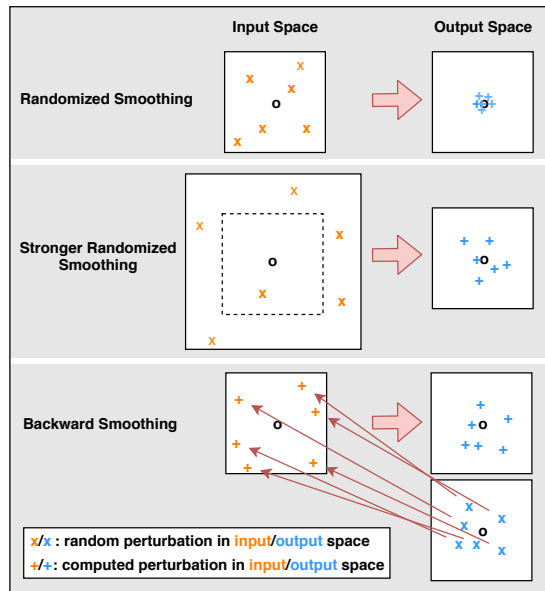 Input Space
Output Space
Randomized Smoothing
x
x
x
o
x
x
x
+
+
+
+
o
+
+
Stronger Randomized
Smoothing
x
x
x
o
x
x
x
+
+
+
o
+
+
+
Backward Smoothing
+
+
+
o
+
+
+
+
+
o
+
+
+
x
x
x
o
x
x
x
x/x : random perturbation in input/output space
+/+ : computed perturbation in input/output space